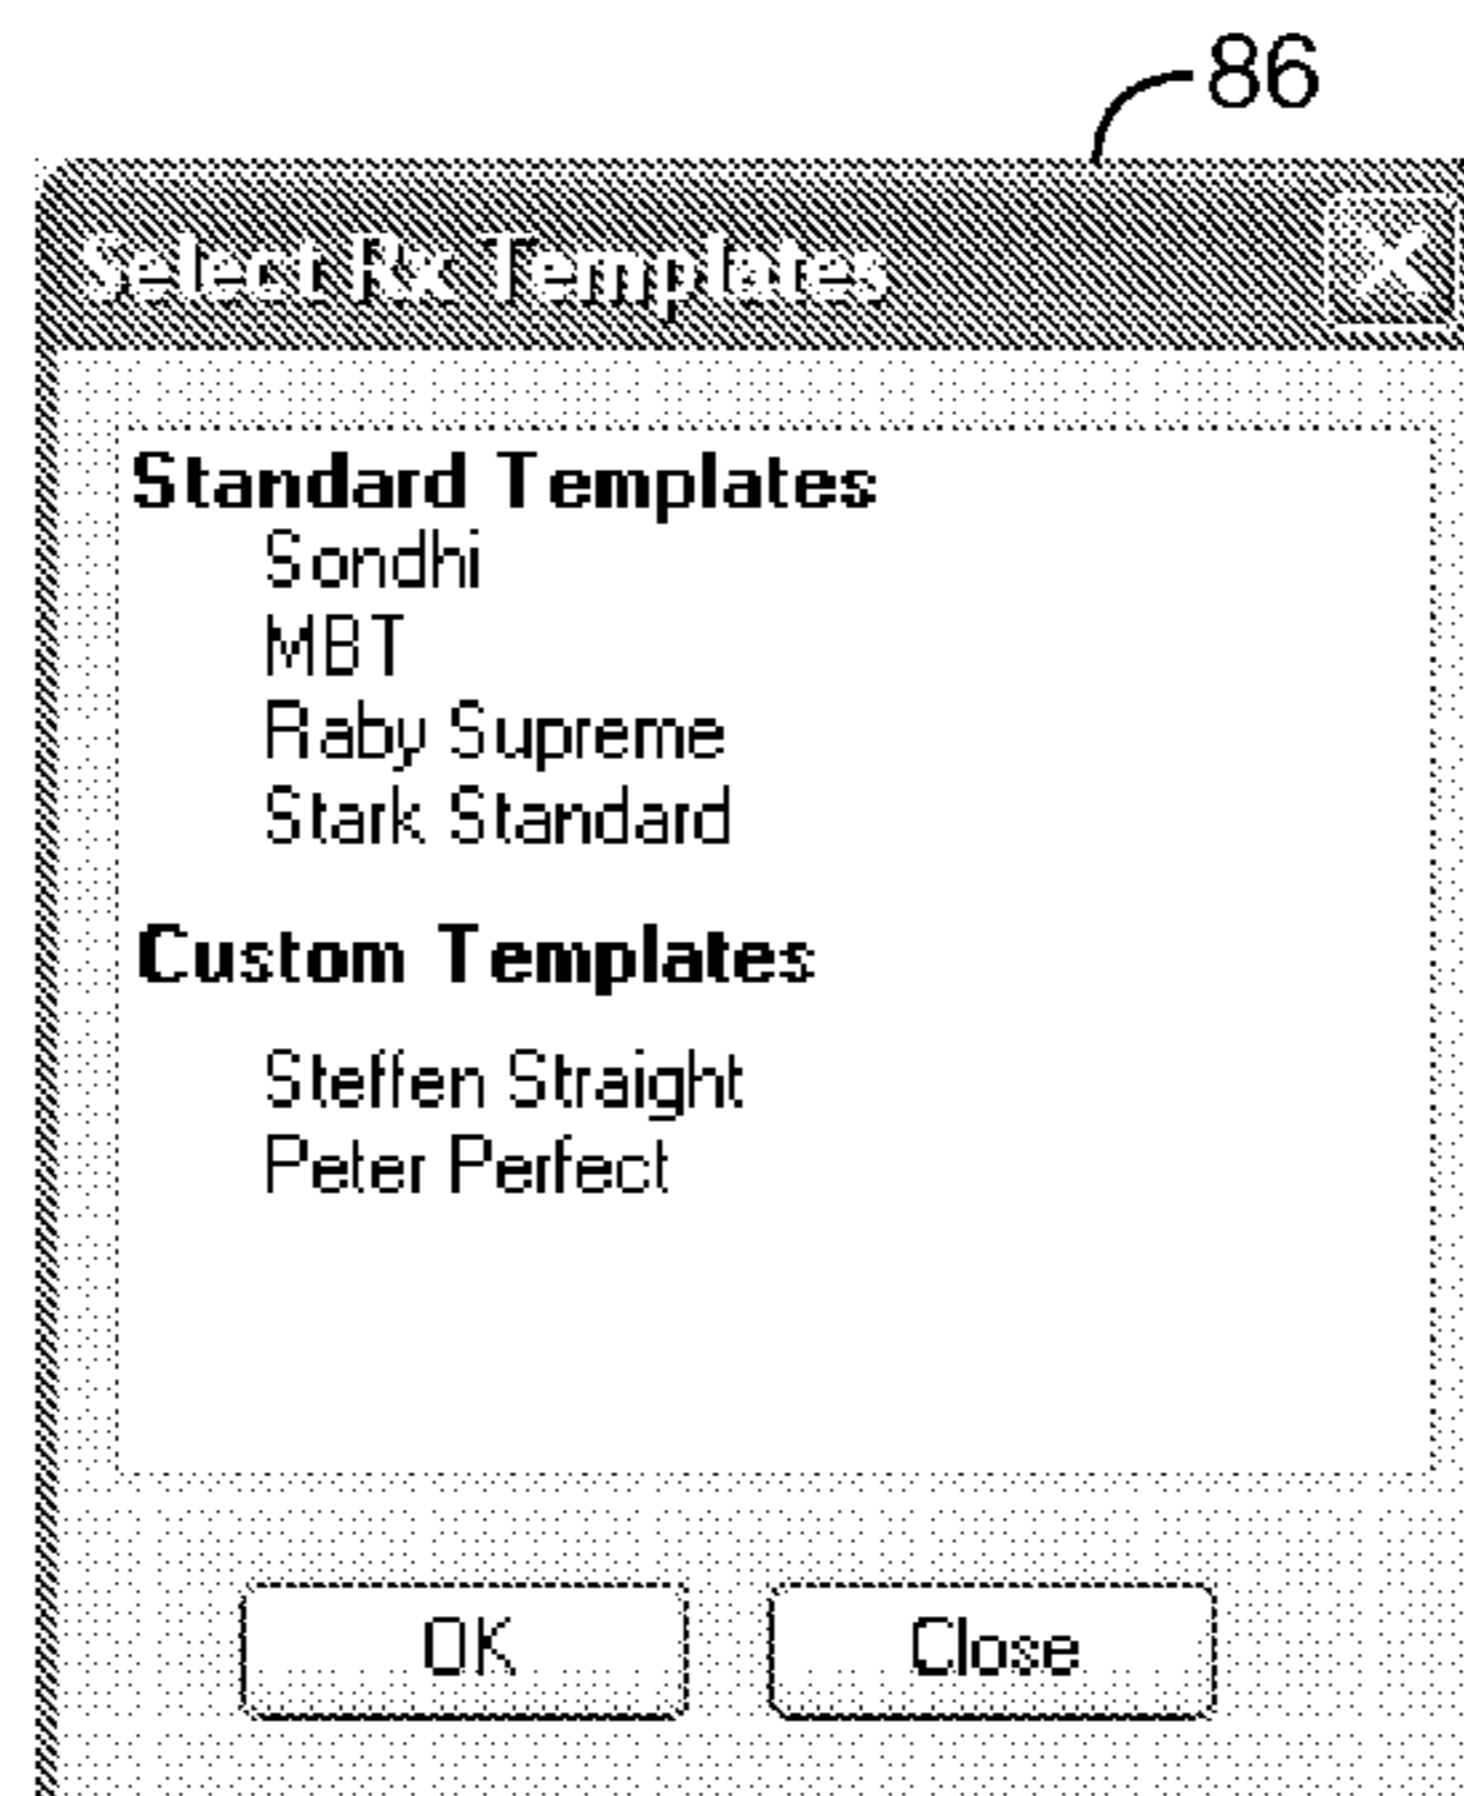 86
Select Rx Templates
Standard Templates
Sondhi
MBT
Raby Supreme
Stark Standard
Custom Templates
Steffen Straight
Peter Perfect
OK Close